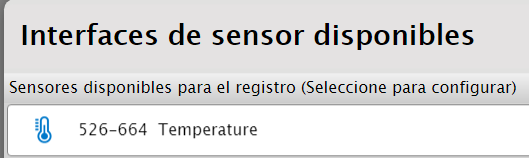 Interfaces de sensor disponibles
Sensores disponibles para el registro (Seleccione para configurar)
526-664 Temperature